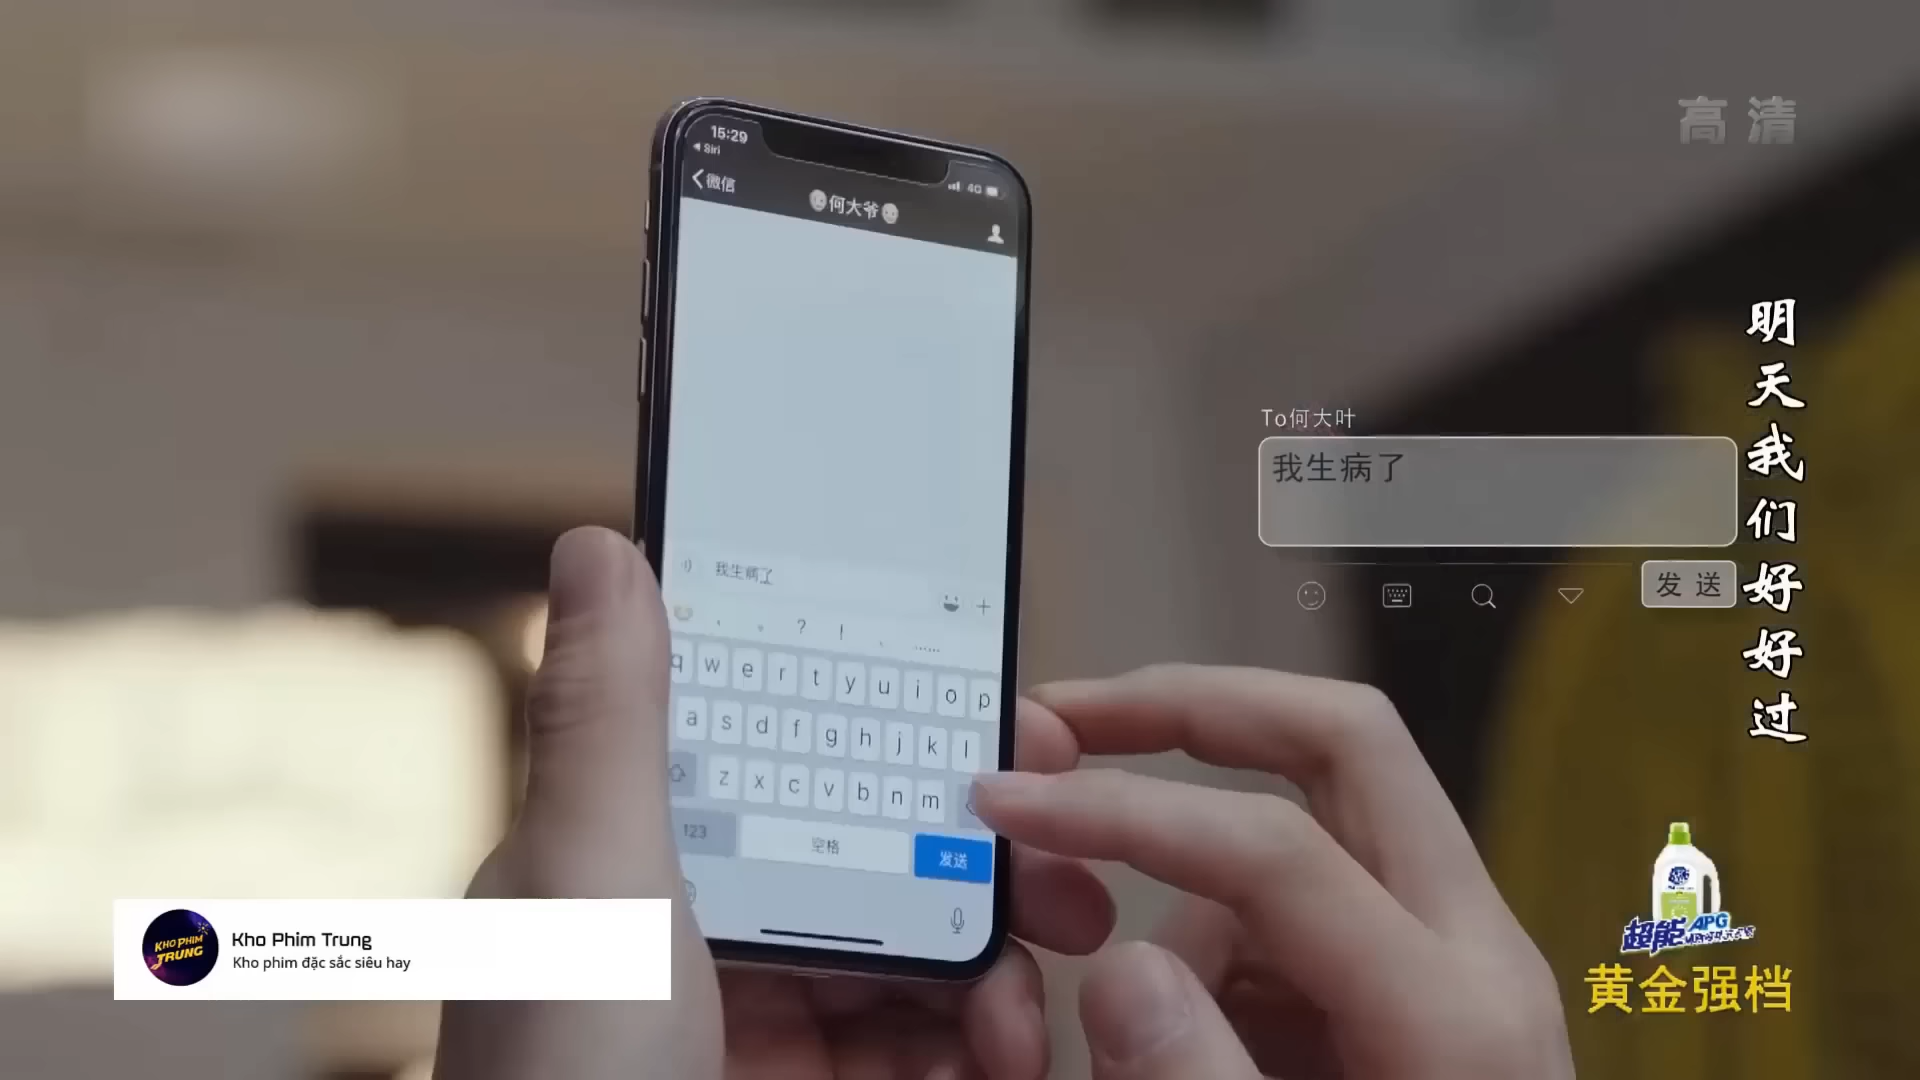 高清
15:29
Siri
4G
微信
何大爷
明天我们好好过
To何大叶
我生病了
发送
我生病了
? !
q w e r t y u i o p
a s d f g h j k l
z x c v b n m
123
空格
发送
KHO PHIM
TRUNG
Kho Phim Trung
Kho phim đặc sắc siêu hay
超能
APG
黄金强档